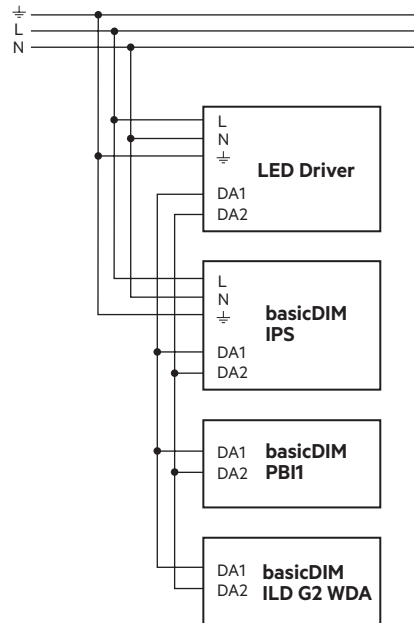 ⏚
L
N
L
N
⏚
LED Driver
DA1
DA2
L
N
⏚
basicDIM
IPS
DA1
DA2
DA1
DA2
basicDIM
PBI1
DA1
DA2
basicDIM
ILD G2 WDA